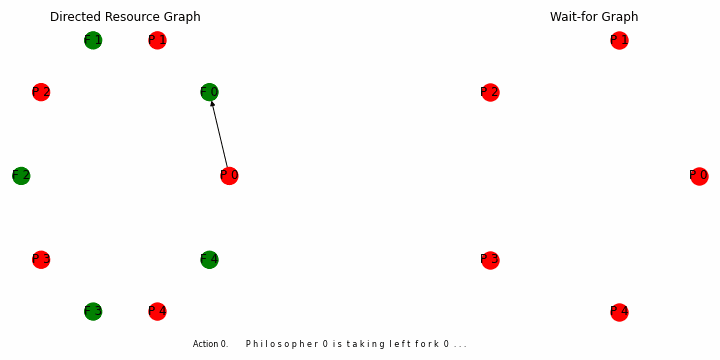 Directed Resource Graph
Wait-for Graph
F 1
P 1
P 1
P 2
F 0
P 2
F 2
P 0
P 0
P 3
F 4
P 3
F 3
P 4
P 4
Action 0. Philosopher 0 is taking left fork 0 ...